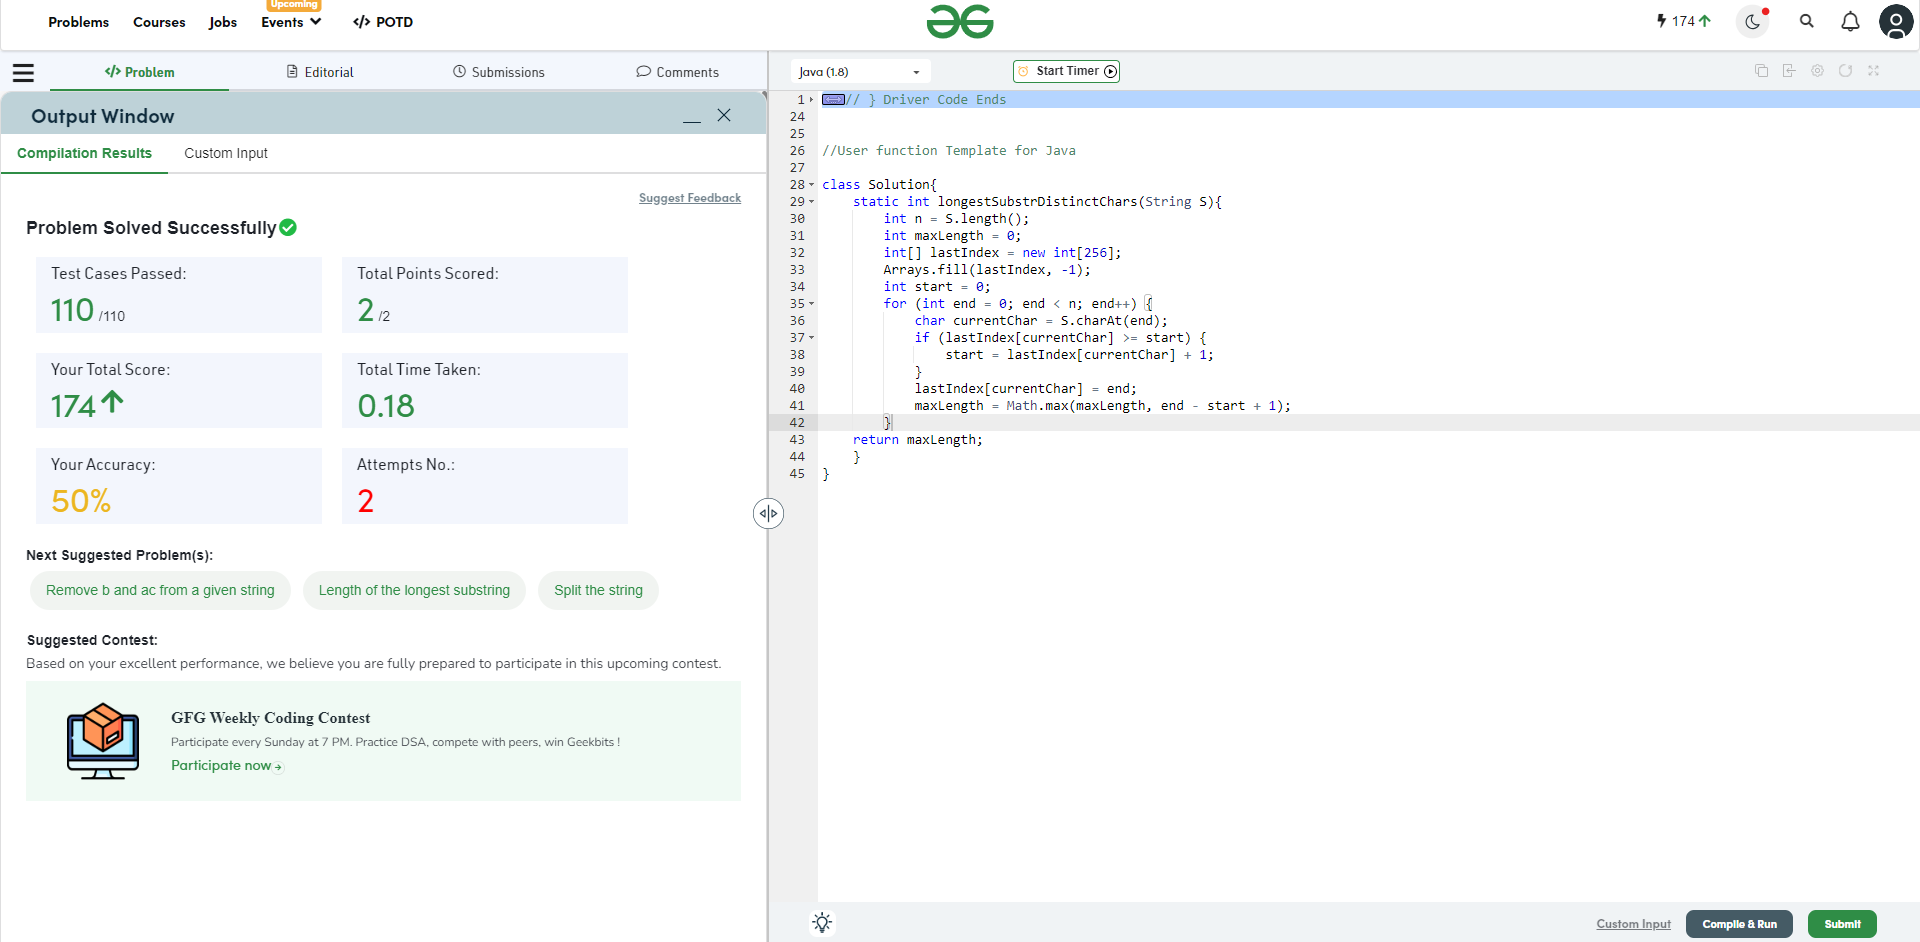 Problems Courses Jobs Events Upcoming </> POTD
174
</> Problem Editorial Submissions Comments
Output Window
Compilation Results Custom Input
Suggest Feedback
Problem Solved Successfully
Test Cases Passed: Total Points Scored:
110 /110 2 /2
Your Total Score: Total Time Taken:
174 0.18
Your Accuracy: Attempts No.:
50% 2
Next Suggested Problem(s):
Remove b and ac from a given string Length of the longest substring Split the string
Suggested Contest:
Based on your excellent performance, we believe you are fully prepared to participate in this upcoming contest.
GFG Weekly Coding Contest
Participate every Sunday at 7 PM. Practice DSA, compete with peers, win Geekbits !
Participate now
Java (1.8) Start Timer
1 // } Driver Code Ends
24
25
26 //User function Template for Java
27
28 class Solution{
29 static int longestSubstrDistinctChars(String S){
30 int n = S.length();
31 int maxLength = 0;
32 int[] lastIndex = new int[256];
33 Arrays.fill(lastIndex, -1);
34 int start = 0;
35 for (int end = 0; end < n; end++) {
36 char currentChar = S.charAt(end);
37 if (lastIndex[currentChar] >= start) {
38 start = lastIndex[currentChar] + 1;
39 }
40 lastIndex[currentChar] = end;
41 maxLength = Math.max(maxLength, end - start + 1);
42 }
43 return maxLength;
44 }
45 }
Custom Input Compile & Run Submit